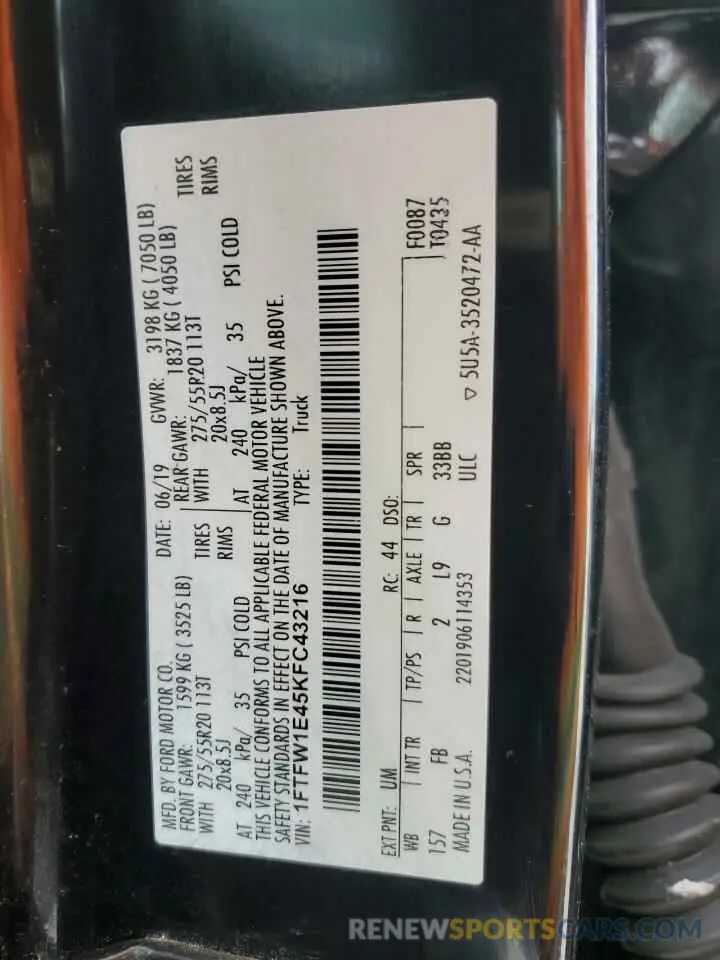 MFD. BY FORD MOTOR CO.
DATE: 06/19 GVWR: 3198 KG ( 7050 LB)
FRONT GAWR: 1599 KG ( 3525 LB)
REAR GAWR: 1837 KG ( 4050 LB)
WITH 275/55R20 113T TIRES
WITH 275/55R20 113T TIRES
20x8.5J RIMS
20x8.5J RIMS
AT 240 kPa/ 35 PSI COLD
AT 240 kPa/ 35 PSI COLD
THIS VEHICLE CONFORMS TO ALL APPLICABLE FEDERAL MOTOR VEHICLE
SAFETY STANDARDS IN EFFECT ON THE DATE OF MANUFACTURE SHOWN ABOVE.
VIN: 1FTFW1E45KFC43216 TYPE: Truck
EXT PNT: UM RC: 44 DSO: F0087
WB INT TR TP/PS R AXLE TR SPR T0435
157 FB 2 L9 G 33BB
MADE IN U.S.A. 2201906114353 ULC ▽ 5U5A-3520472-AA
RENEWSPORTSCARS.COM